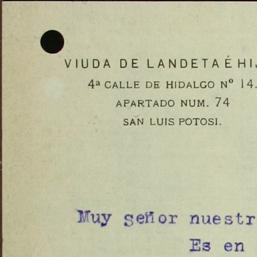 VIUDA DE LANDETA É HIJ
4ª CALLE DE HIDALGO Nº 14.
APARTADO NUM. 74
SAN LUIS POTOSI.
Muy señor nuestr
Es en